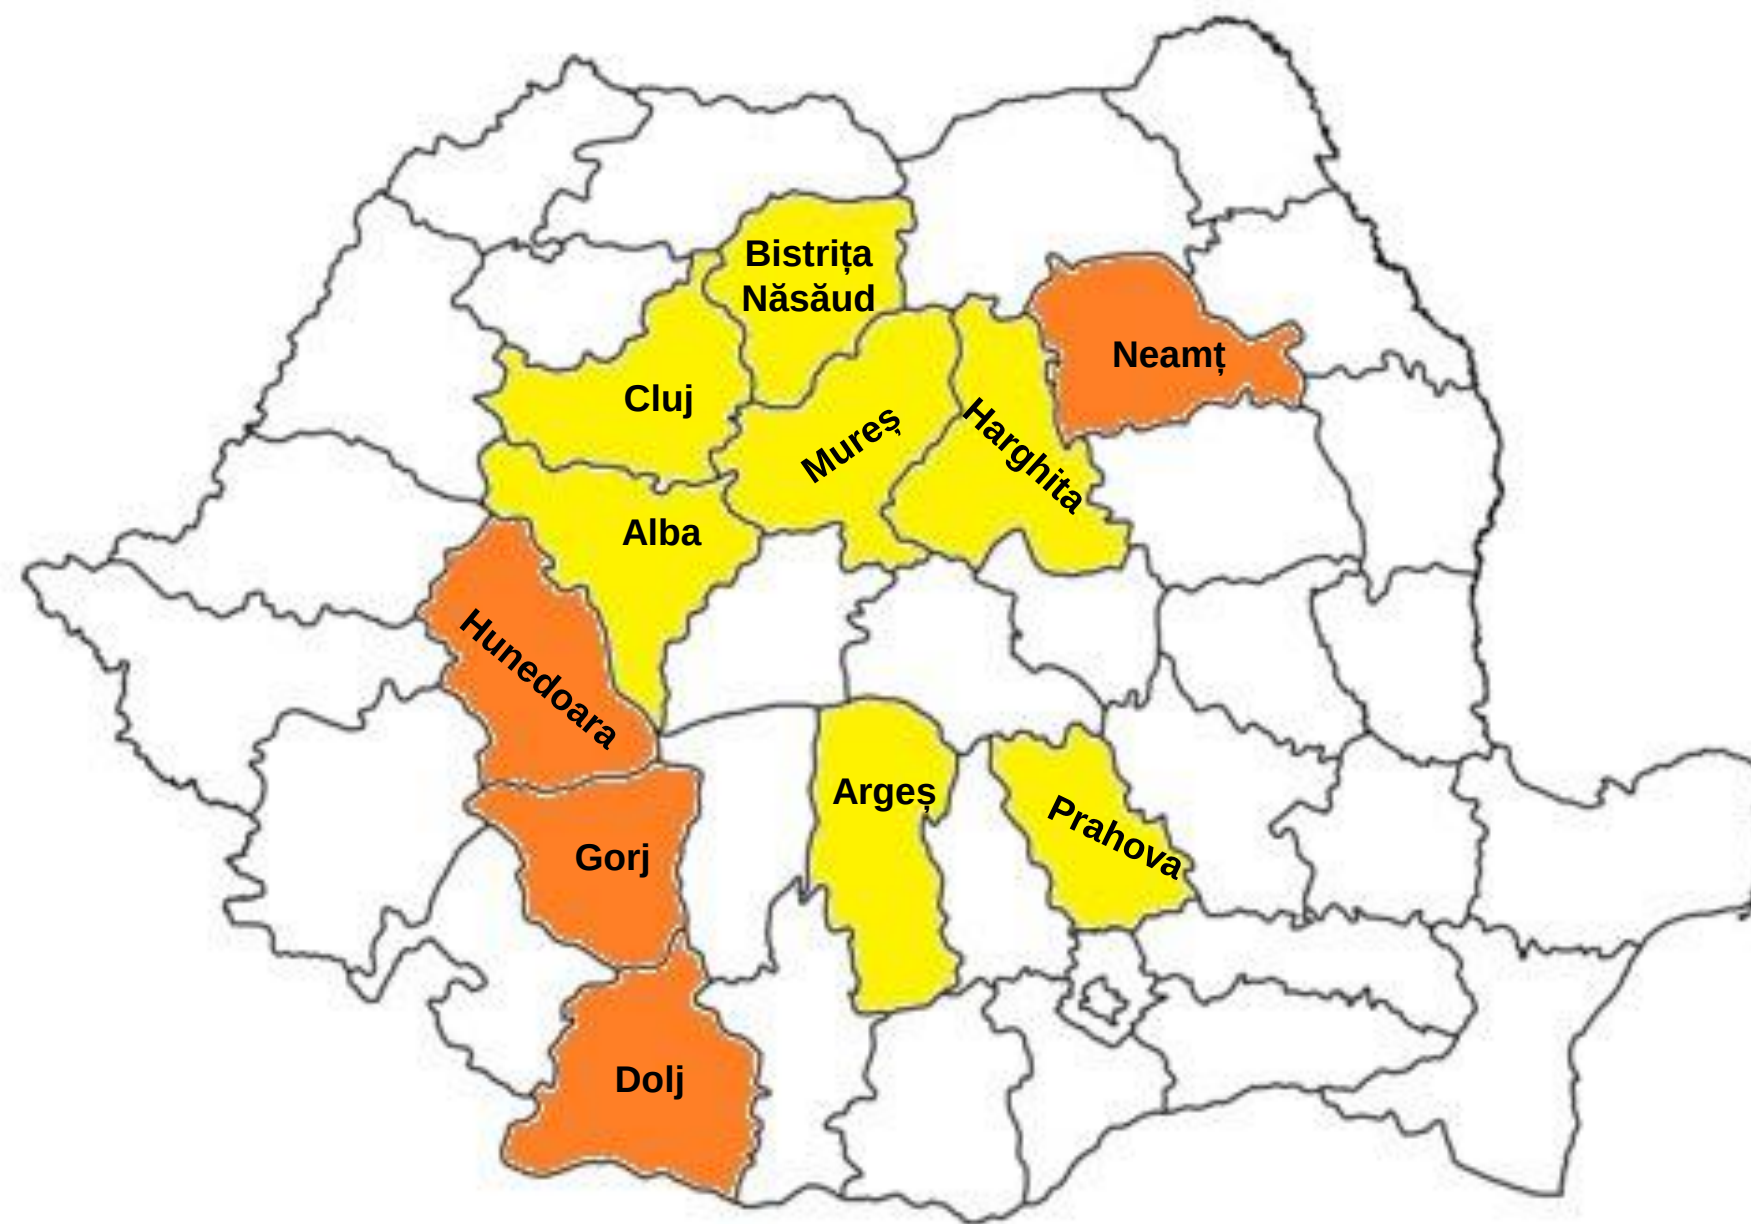 Bistrița
Năsăud
Neamț
Cluj
Mureș
Harghita
Alba
Hunedoara
Argeș
Prahova
Gorj
Dolj